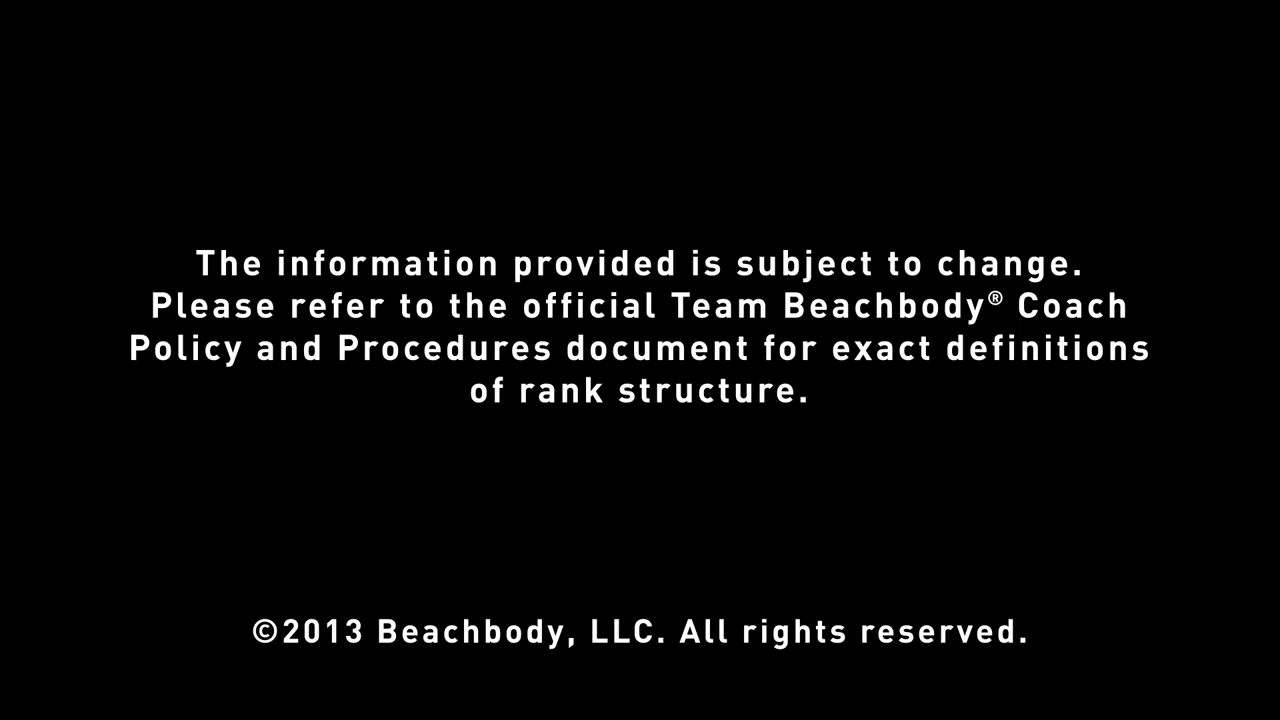 The information provided is subject to change.
Please refer to the official Team Beachbody® Coach
Policy and Procedures document for exact definitions
of rank structure.
©2013 Beachbody, LLC. All rights reserved.